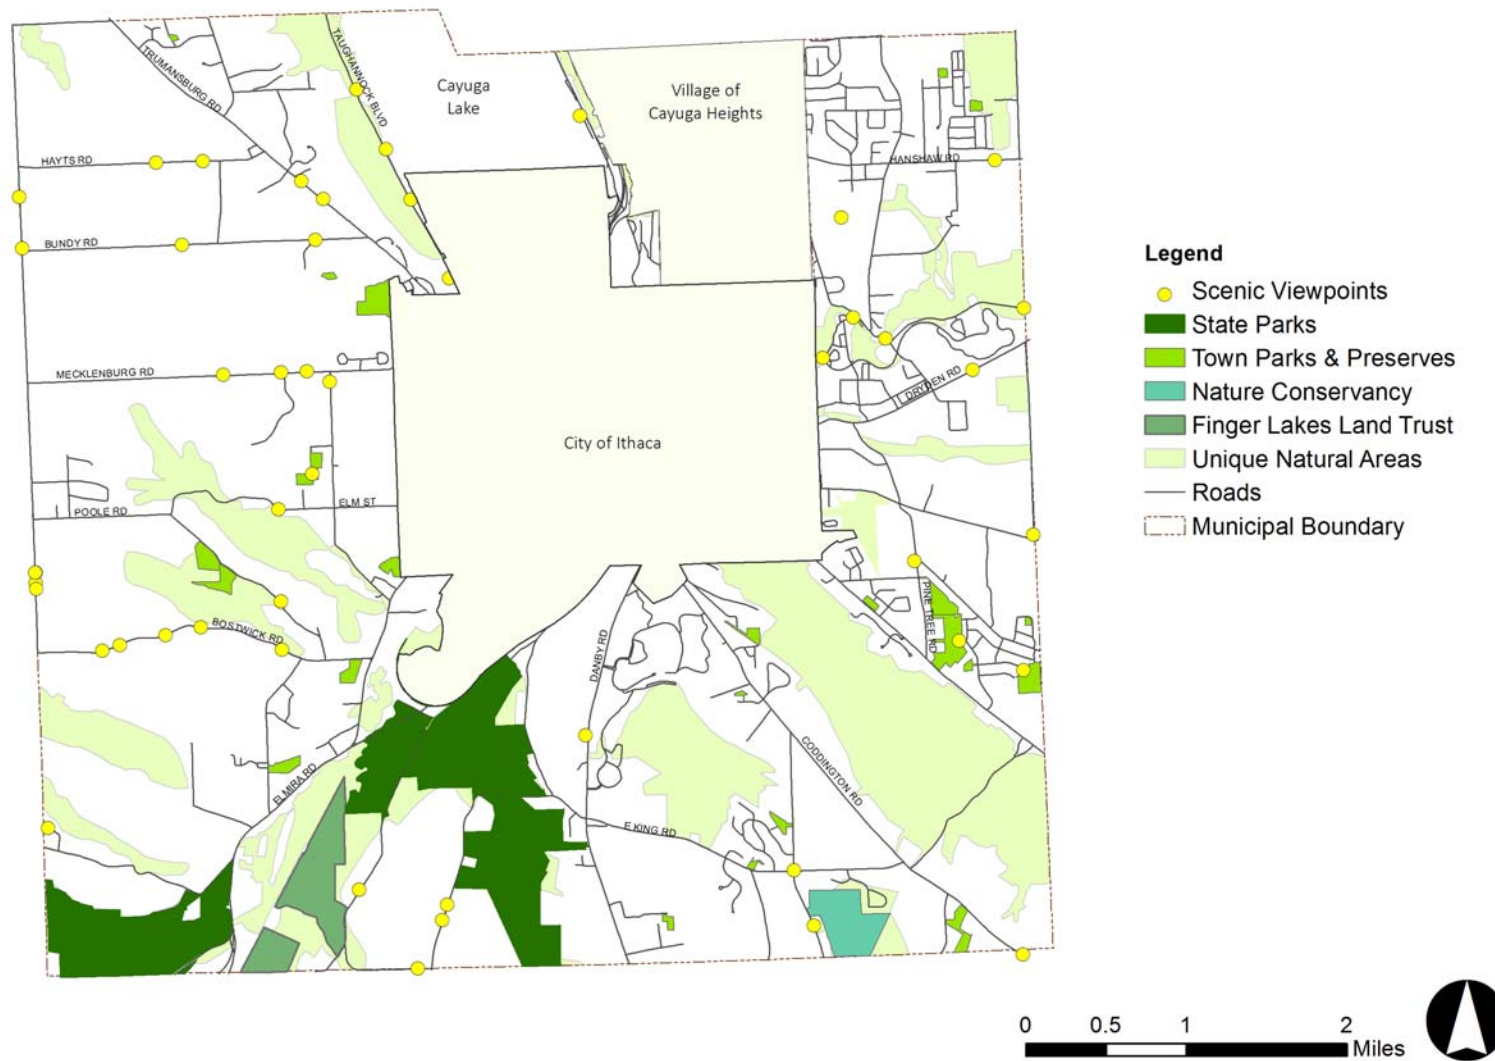 TRUMANSBURG RD
TAUGHANNOCK BLVD
Cayuga
Lake
Village of
Cayuga Heights
HAYTS RD
HANSHAW RD
BUNDY RD
MECKLENBURG RD
DRYDEN RD
City of Ithaca
ELM ST
POOLE RD
BOSTWICK RD
PINE TREE RD
DANBY RD
CODDINGTON RD
ELMIRA RD
E KING RD
Legend
Scenic Viewpoints
State Parks
Town Parks & Preserves
Nature Conservancy
Finger Lakes Land Trust
Unique Natural Areas
Roads
Municipal Boundary
0 0.5 1 2
Miles